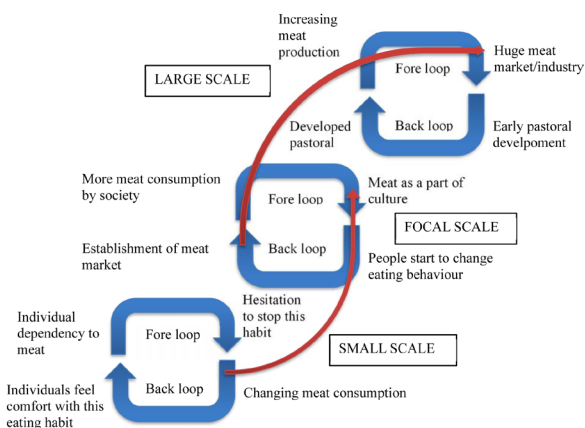 Increasing
meat
production
Huge meat
market/industry
Fore loop
LARGE SCALE
Developed
pastoral
Back loop
Early pastoral
develpoment
More meat consumption
by society
Fore loop
Meat as a part of
culture
FOCAL SCALE
Establishment of meat
market
Back loop
People start to change
eating behaviour
Hesitation
to stop this
habit
Individual
dependency to
meat
Fore loop
SMALL SCALE
Individuals feel
comfort with this
eating habit
Back loop
Changing meat consumption